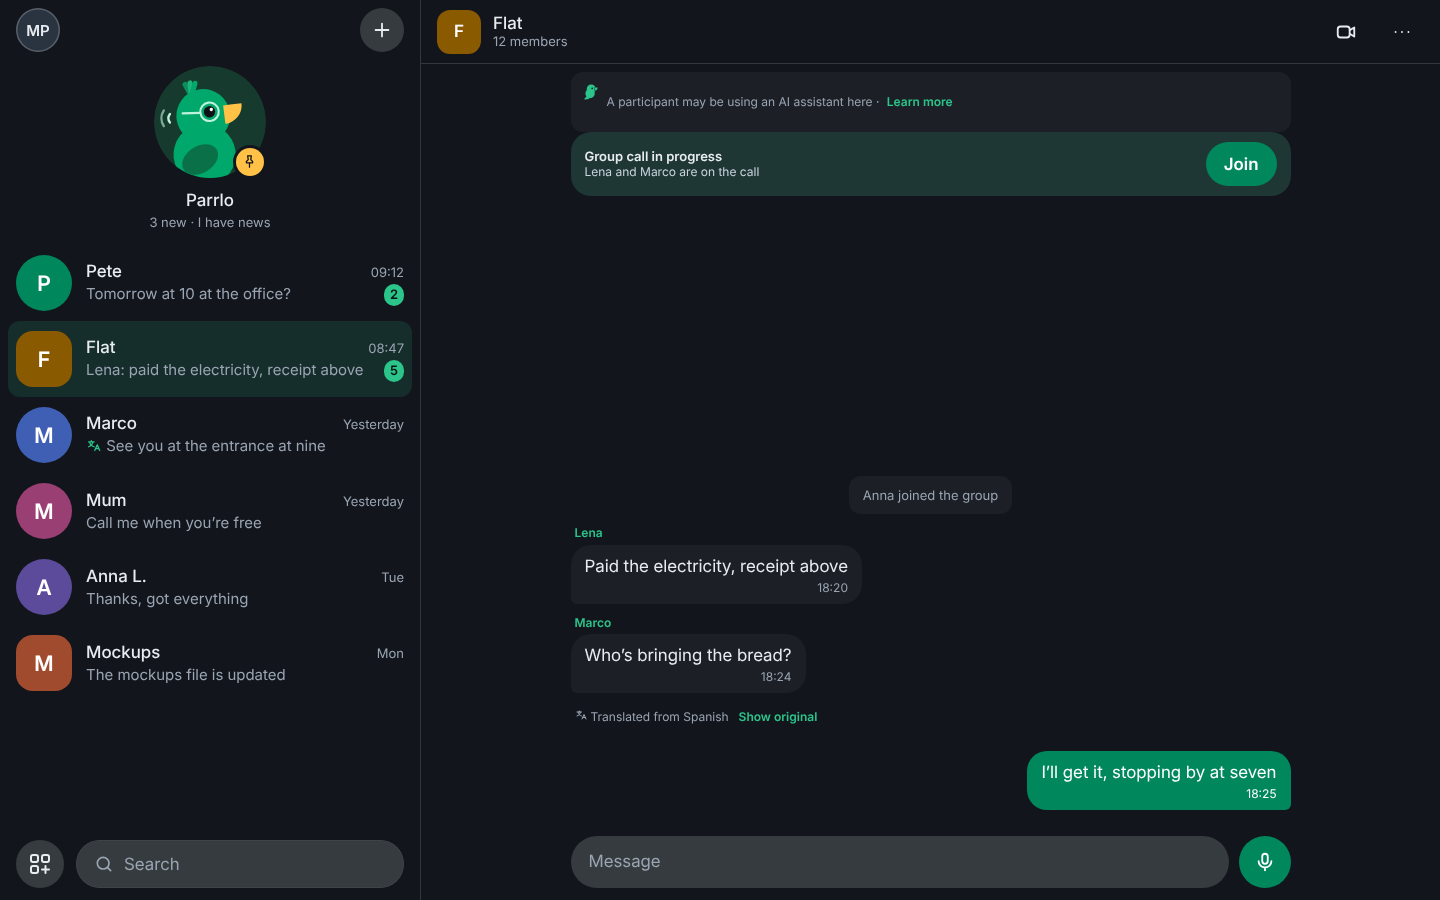 MP
Parrlo
3 new · I have news
P
Pete
09:12
Tomorrow at 10 at the office?
2
F
Flat
08:47
Lena: paid the electricity, receipt above
5
M
Marco
Yesterday
See you at the entrance at nine
M
Mum
Yesterday
Call me when you’re free
A
Anna L.
Tue
Thanks, got everything
M
Mockups
Mon
The mockups file is updated
Search
F
Flat
12 members
A participant may be using an AI assistant here · Learn more
Group call in progress
Lena and Marco are on the call
Join
Anna joined the group
Lena
Paid the electricity, receipt above
18:20
Marco
Who’s bringing the bread?
18:24
Translated from Spanish Show original
I’ll get it, stopping by at seven
18:25
Message